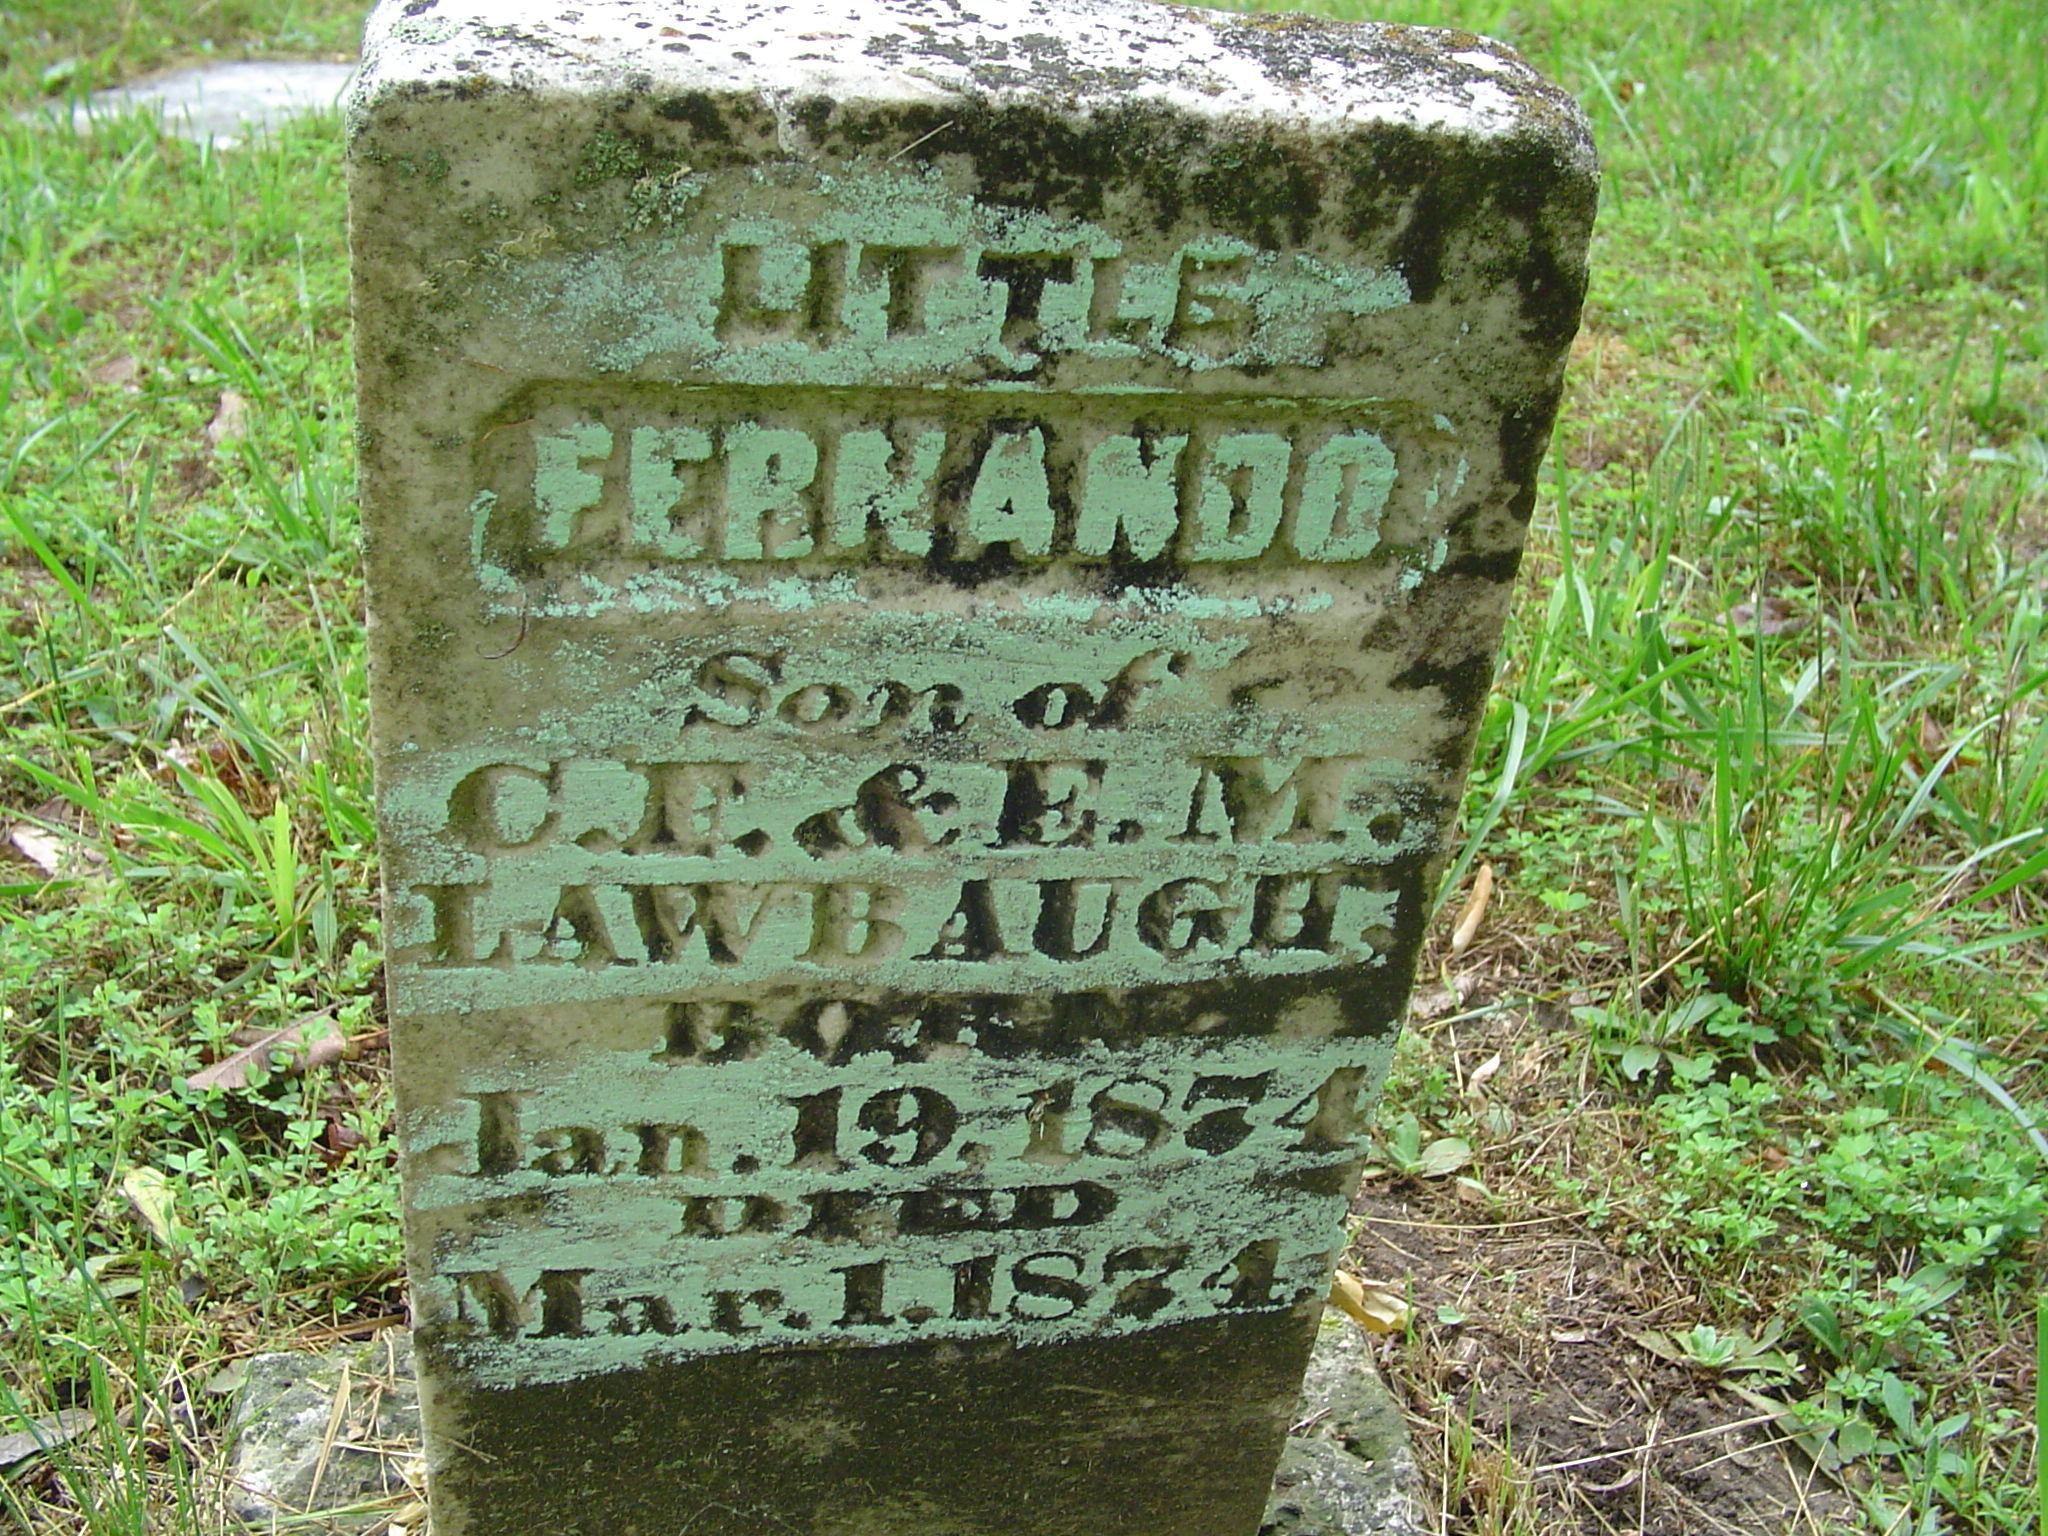 LITTLE
FERNANDO
Son of
C.F. & E. M.
LAWBAUGH.
BORN
Jan. 19, 1874
DIED
Mar. 1. 1874.